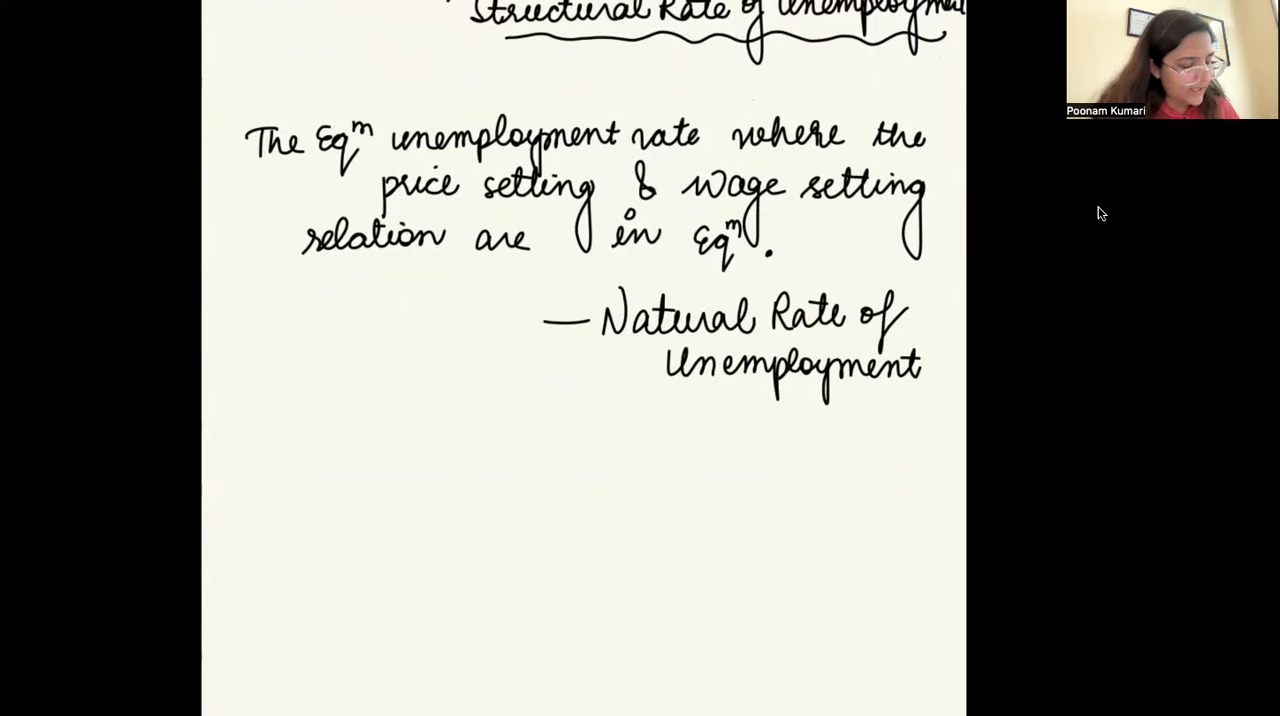 Structural Rate of Unemployment
Poonam Kumari
The Eqᵐ unemployment rate where the
price setting & wage setting
relation are in Eqᵐ.
— Natural Rate of
Unemployment